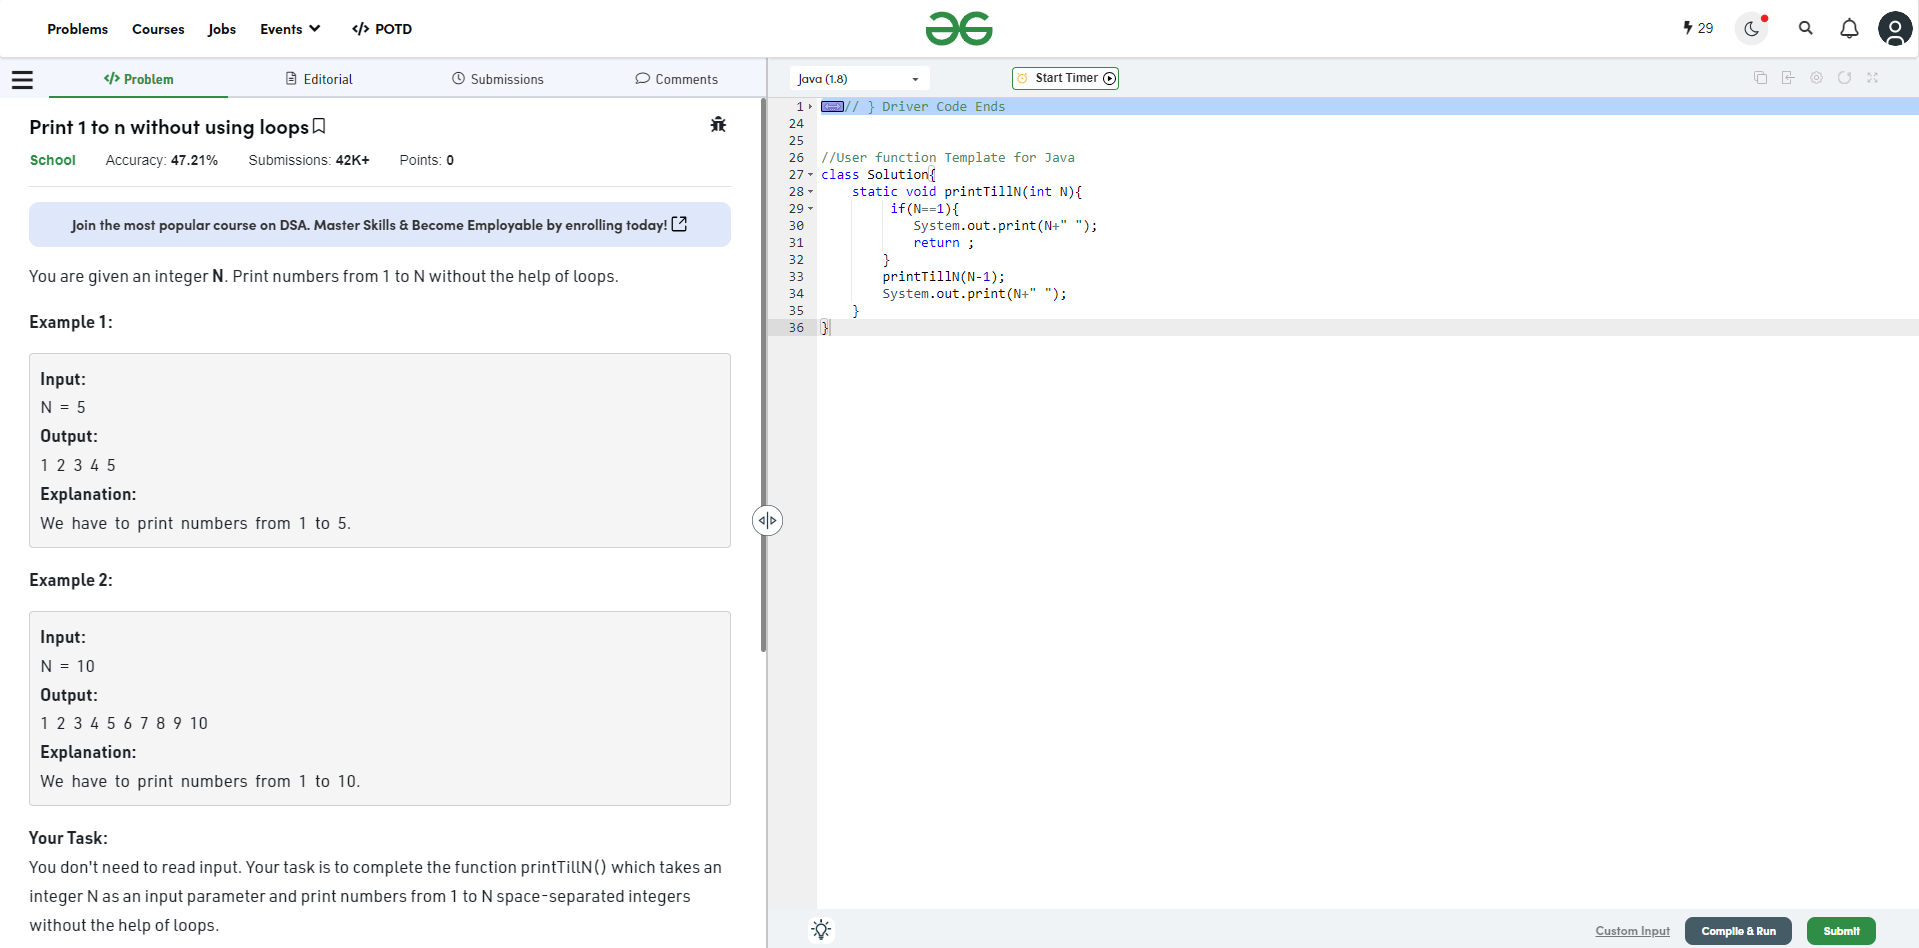 Problems Courses Jobs Events </> POTD
29
</> Problem Editorial Submissions Comments
Print 1 to n without using loops
School Accuracy: 47.21% Submissions: 42K+ Points: 0
Join the most popular course on DSA. Master Skills & Become Employable by enrolling today!
You are given an integer N. Print numbers from 1 to N without the help of loops.
Example 1:
Input:
N = 5
Output:
1 2 3 4 5
Explanation:
We have to print numbers from 1 to 5.
Example 2:
Input:
N = 10
Output:
1 2 3 4 5 6 7 8 9 10
Explanation:
We have to print numbers from 1 to 10.
Your Task:
You don't need to read input. Your task is to complete the function printTillN() which takes an
integer N as an input parameter and print numbers from 1 to N space-separated integers
without the help of loops.
Java (1.8) Start Timer
1 // } Driver Code Ends
24
25
26 //User function Template for Java
27 class Solution{
28 static void printTillN(int N){
29 if(N==1){
30 System.out.print(N+" ");
31 return ;
32 }
33 printTillN(N-1);
34 System.out.print(N+" ");
35 }
36 }
Custom Input Compile & Run Submit